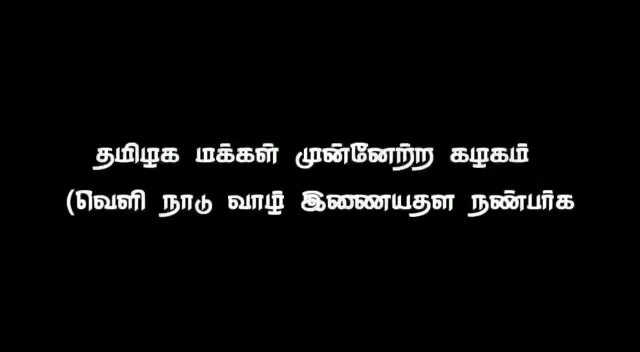 தமிழக மக்கள் முன்னேற்ற கழகம்
(வெளி நாடு வாழ் இணையதள நண்பர்க